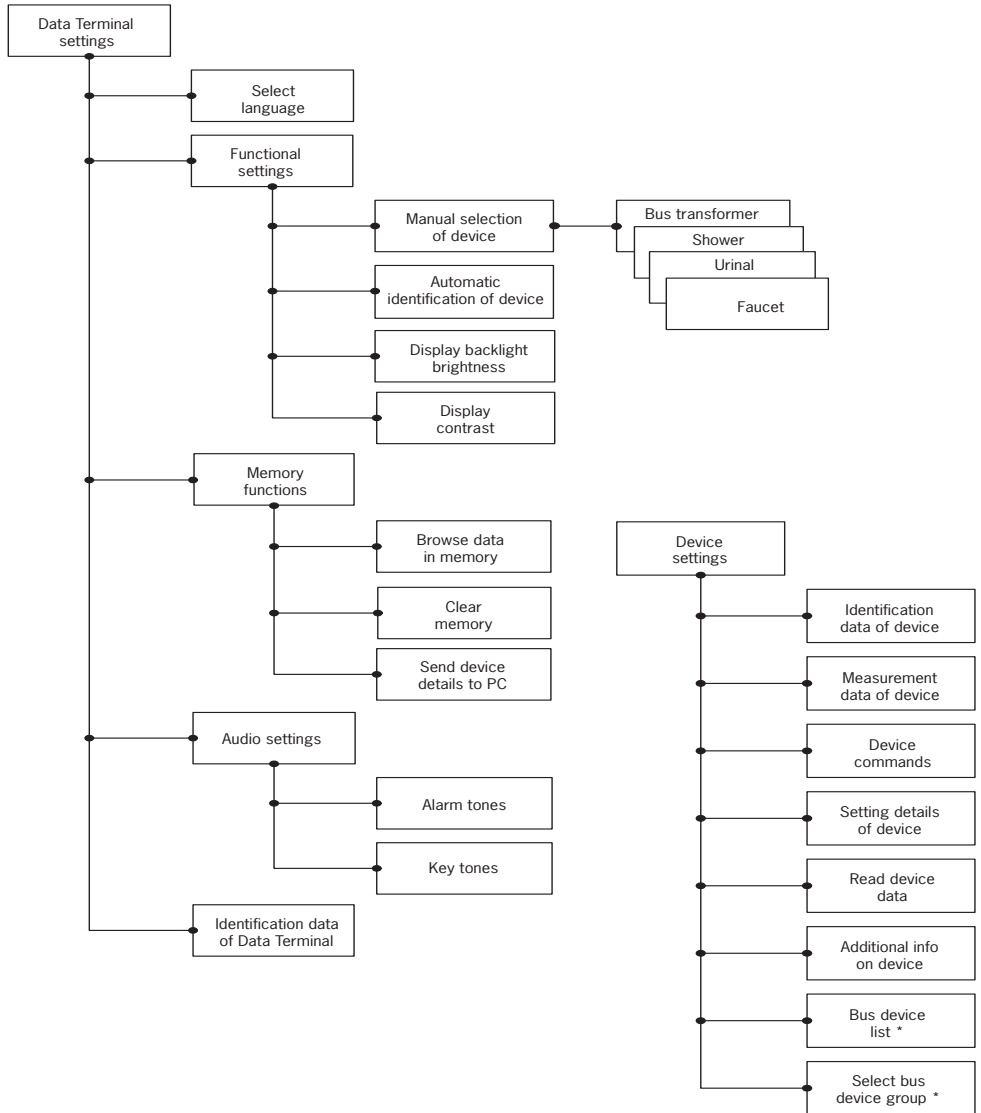 Data Terminal
settings
Select
language
Functional
settings
Manual selection
of device
Bus transformer
Shower
Urinal
Faucet
Automatic
identification of device
Display backlight
brightness
Display
contrast
Memory
functions
Browse data
in memory
Clear
memory
Send device
details to PC
Audio settings
Alarm tones
Key tones
Identification data
of Data Terminal
Device
settings
Identification
data of device
Measurement
data of device
Device
commands
Setting details
of device
Read device
data
Additional info
on device
Bus device
list *
Select bus
device group *